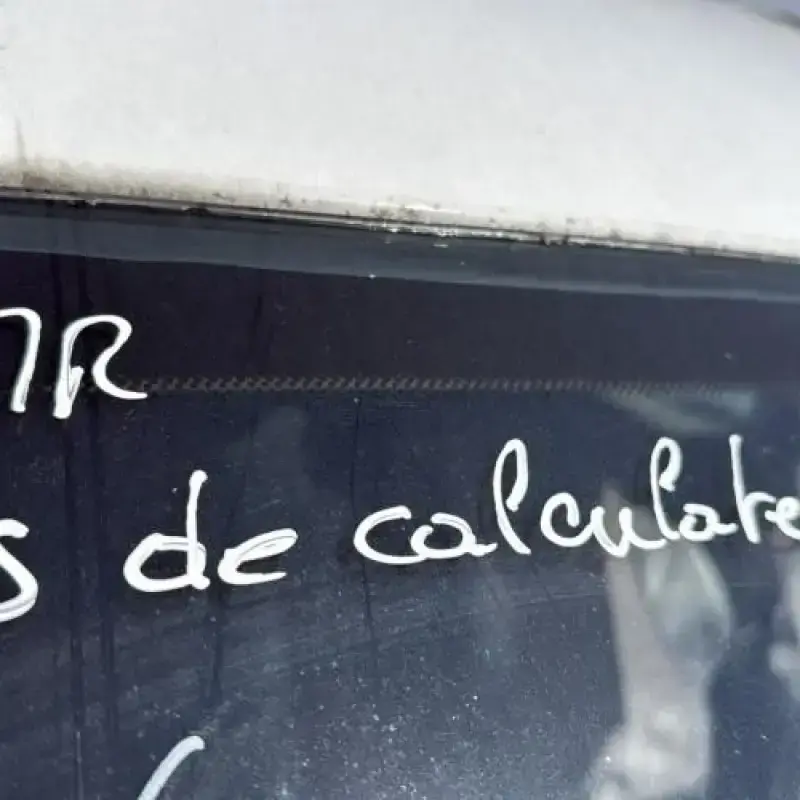 R
s de calculate